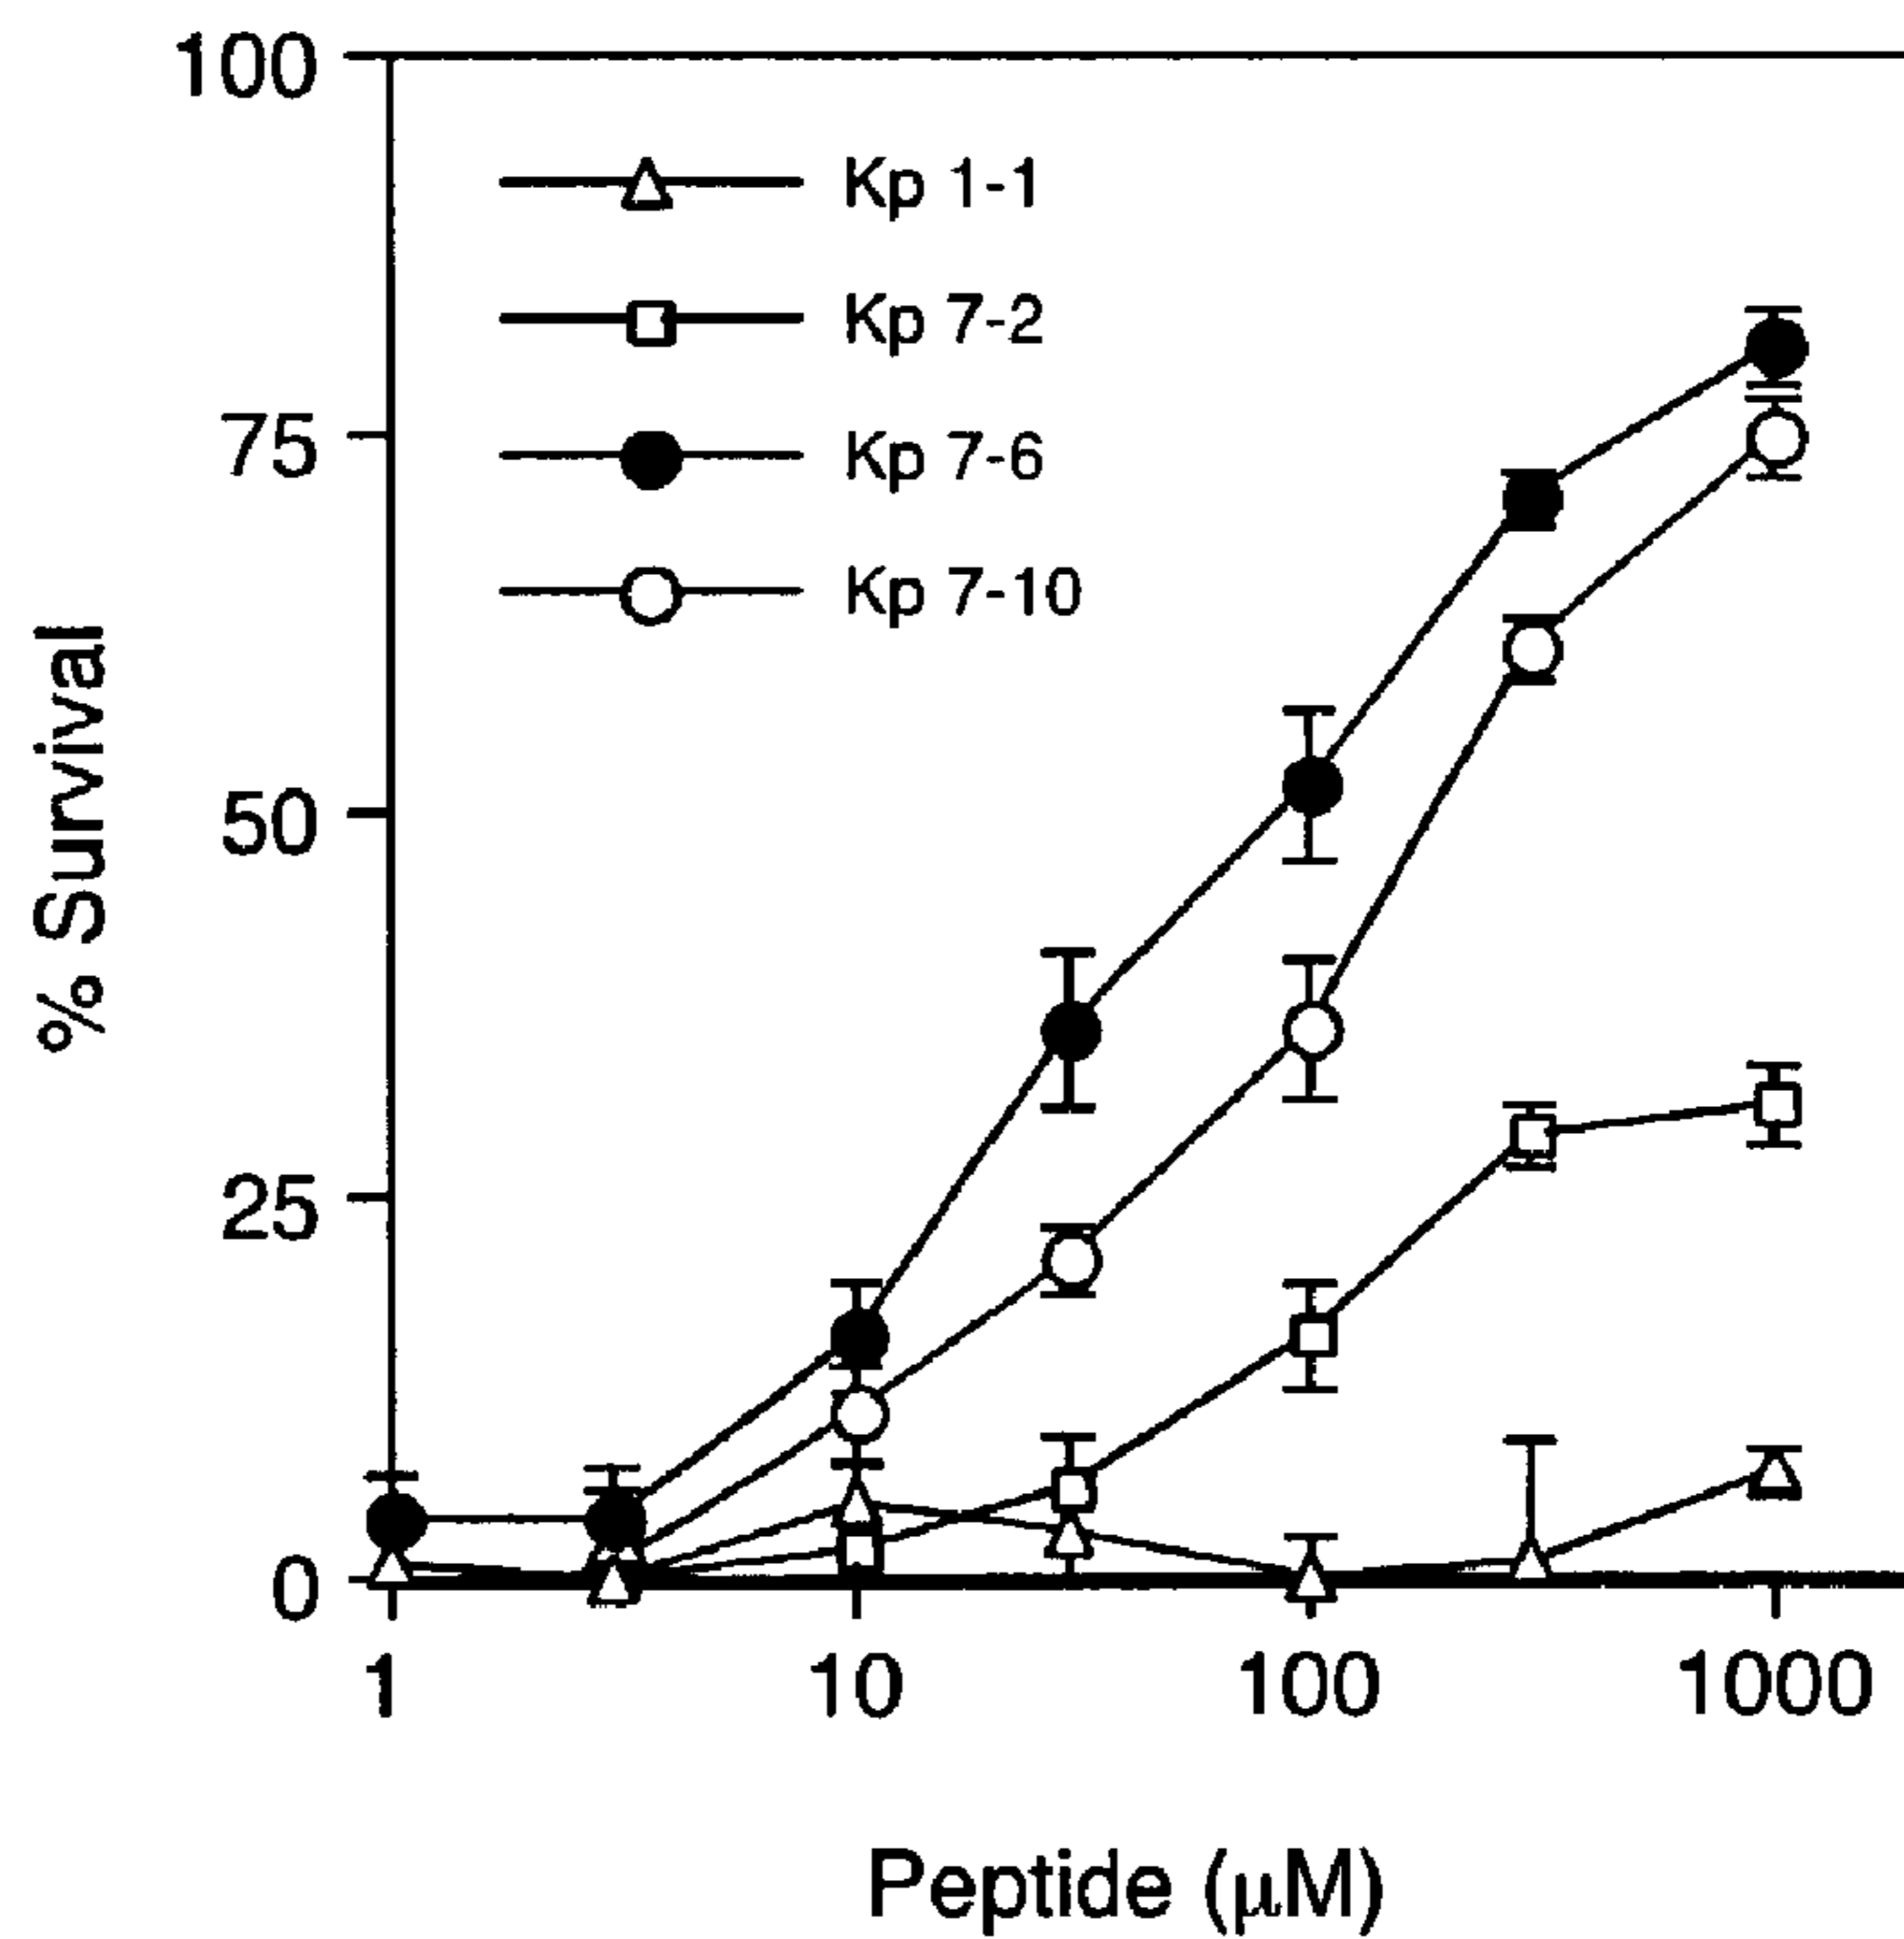 100
Kp 1-1
Kp 7-2
75
Kp 7-6
Kp 7-10
% Survival
50
25
0
1 10 100 1000
Peptide (μM)